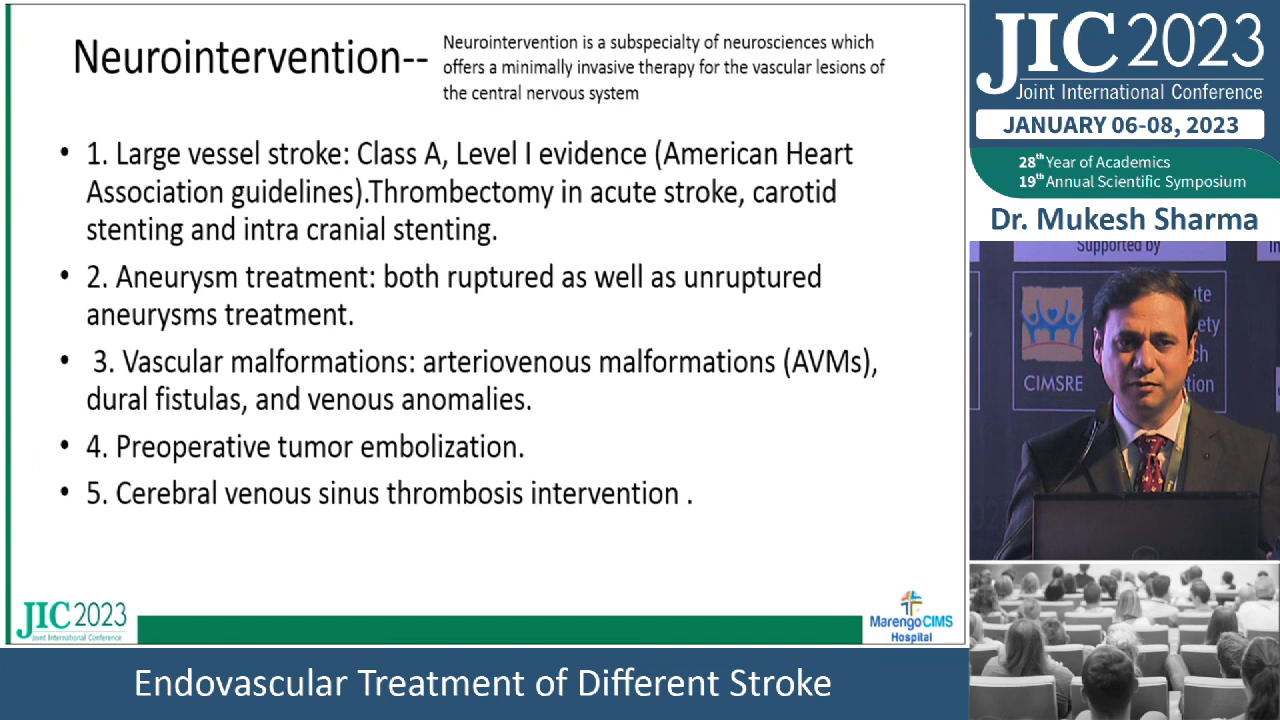 Neurointervention--
Neurointervention is a subspecialty of neurosciences which
offers a minimally invasive therapy for the vascular lesions of
the central nervous system
• 1. Large vessel stroke: Class A, Level I evidence (American Heart
Association guidelines).Thrombectomy in acute stroke, carotid
stenting and intra cranial stenting.
• 2. Aneurysm treatment: both ruptured as well as unruptured
aneurysms treatment.
• 3. Vascular malformations: arteriovenous malformations (AVMs),
dural fistulas, and venous anomalies.
• 4. Preoperative tumor embolization.
• 5. Cerebral venous sinus thrombosis intervention .
JIC 2023
Joint International Conference
MarengoCIMS
Hospital
Endovascular Treatment of Different Stroke
JIC 2023
Joint International Conference
JANUARY 06-08, 2023
28th Year of Academics
19th Annual Scientific Symposium
Dr. Mukesh Sharma
Supported by
CIMSRE